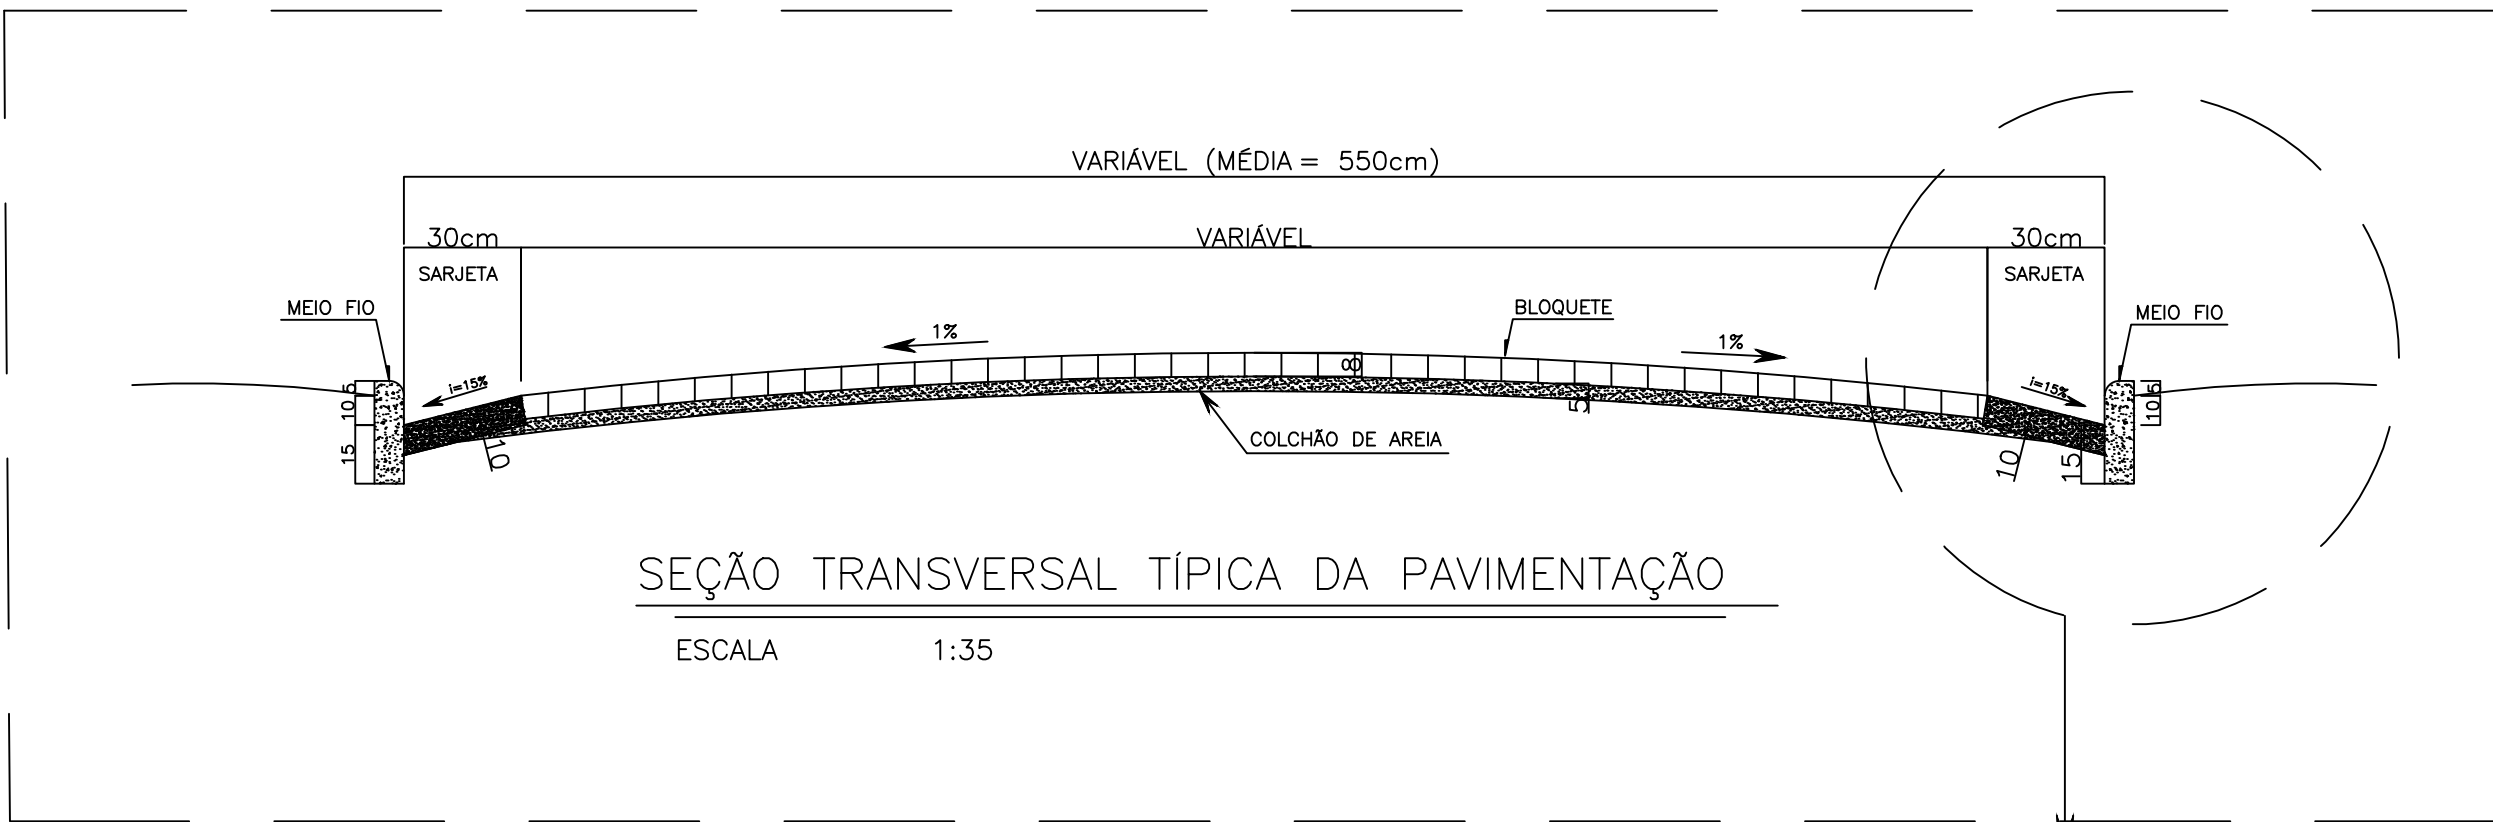 VARIÁVEL (MÉDIA = 550cm)
30cm
VARIÁVEL
30cm
SARJETA
SARJETA
MEIO FIO
BLOQUETE
MEIO FIO
1%
1%
i=15%
i=15%
8
5
5
10
15
10
5
10
10
15
COLCHÃO DE AREIA
SEÇÃO TRANSVERSAL TÍPICA DA PAVIMENTAÇÃO
ESCALA 1:35